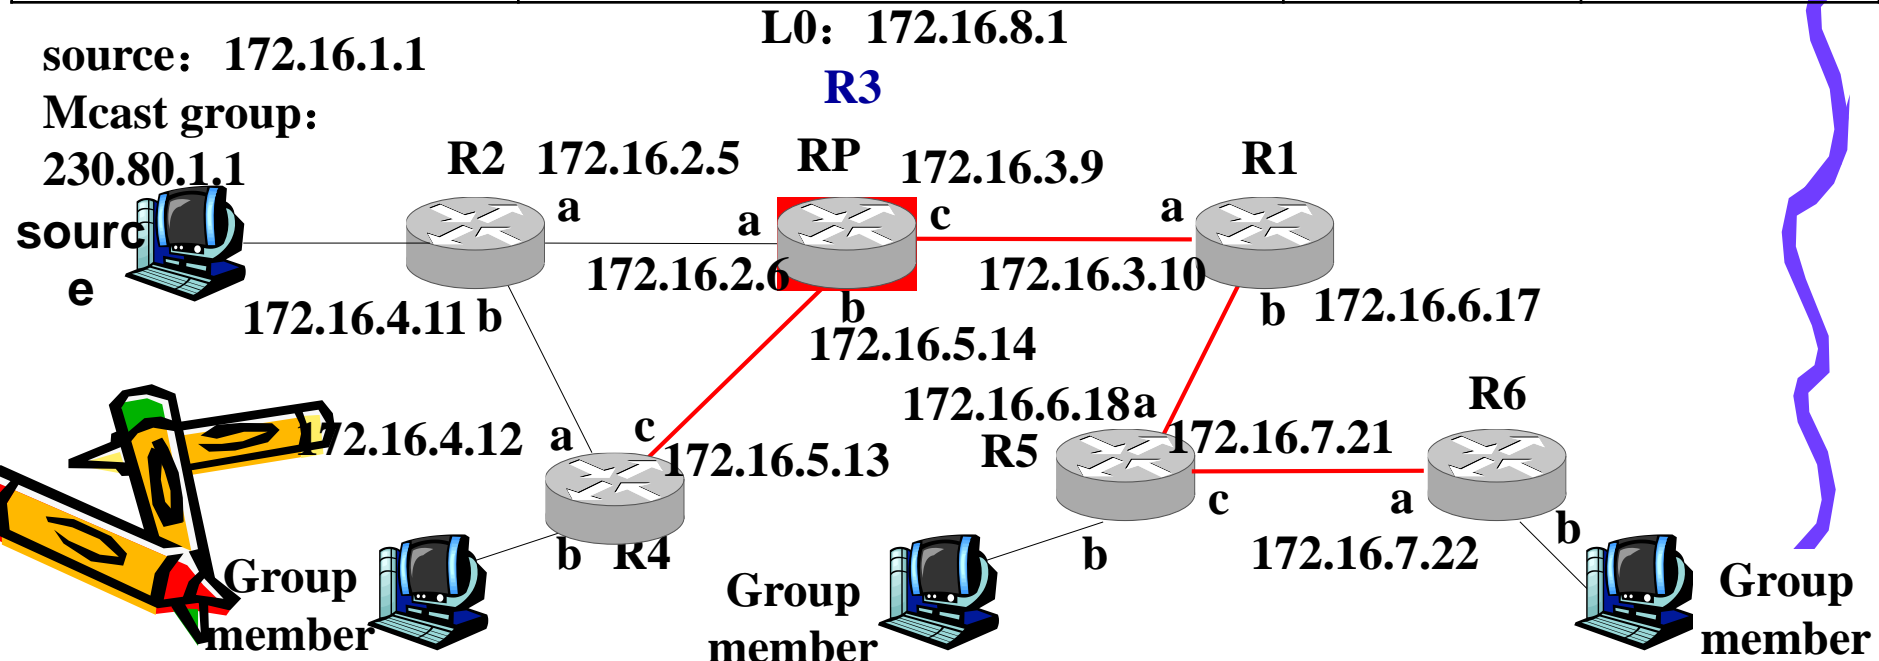 L0：172.16.8.1
source：172.16.1.1
R3
Mcast group：
230.80.1.1
R2
172.16.2.5
RP
172.16.3.9
R1
source
a
a
c
a
172.16.2.6
172.16.3.10
172.16.4.11
b
b
b
172.16.6.17
172.16.5.14
172.16.6.18
a
R6
172.16.4.12
a
c
172.16.5.13
R5
172.16.7.21
c
a
b
b
R4
b
172.16.7.22
Group
member
Group
member
Group
member